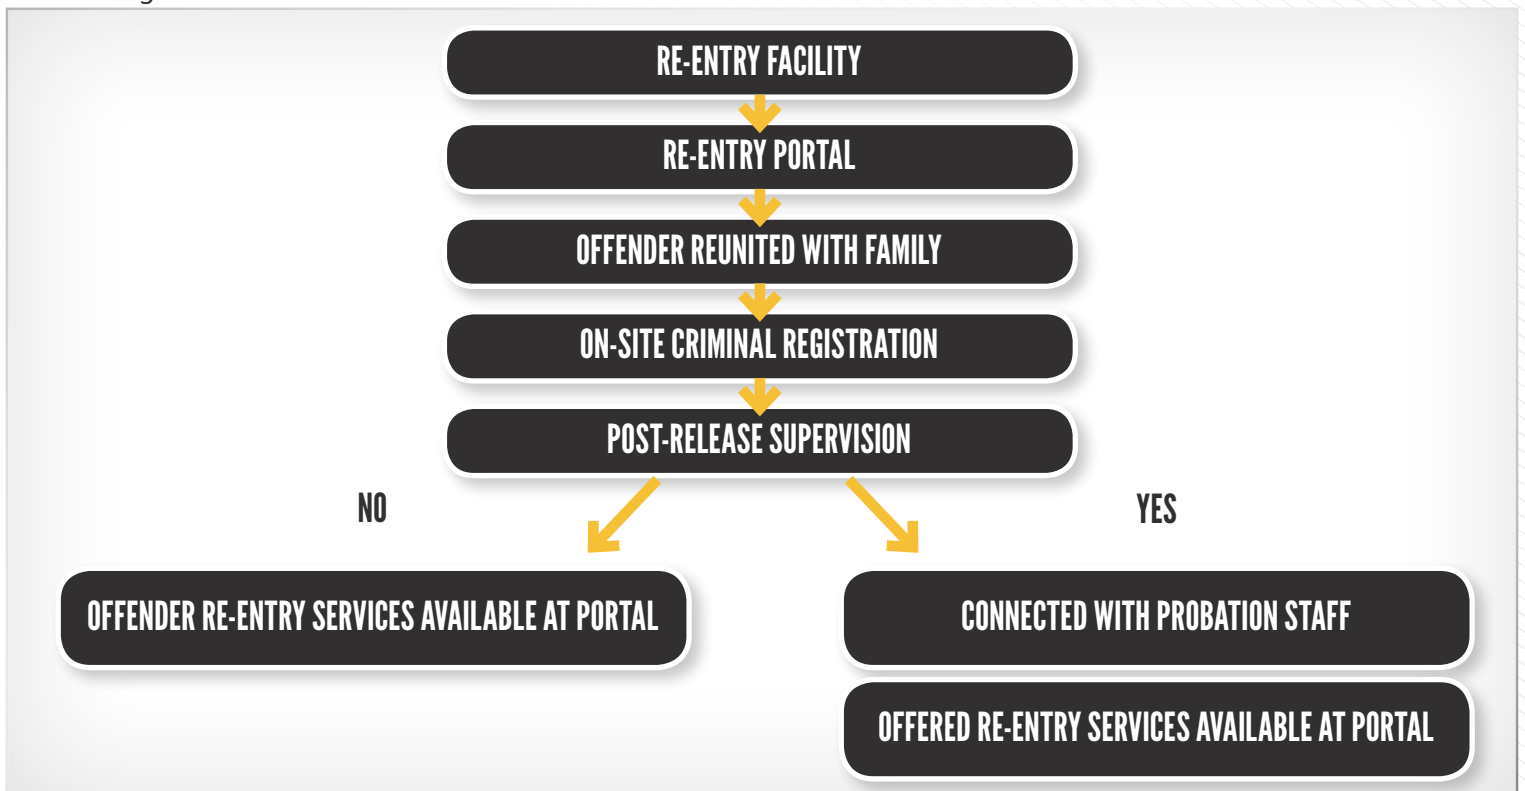 RE-ENTRY FACILITY
RE-ENTRY PORTAL
OFFENDER REUNITED WITH FAMILY
ON-SITE CRIMINAL REGISTRATION
POST-RELEASE SUPERVISION
NO
YES
OFFENDER RE-ENTRY SERVICES AVAILABLE AT PORTAL
CONNECTED WITH PROBATION STAFF
OFFERED RE-ENTRY SERVICES AVAILABLE AT PORTAL